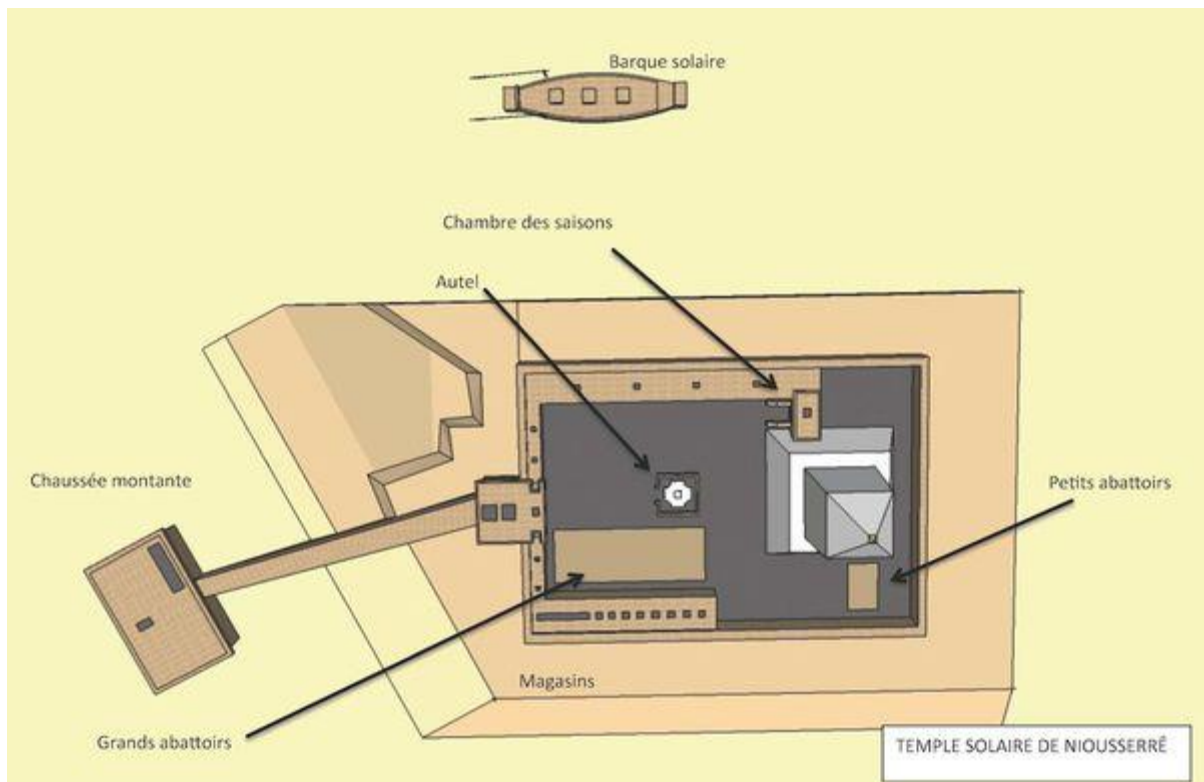 Barque solaire
Chambre des saisons
Autel
Chaussée montante
Petits abattoirs
Magasins
Grands abattoirs
TEMPLE SOLAIRE DE NIOUSSERRÊ